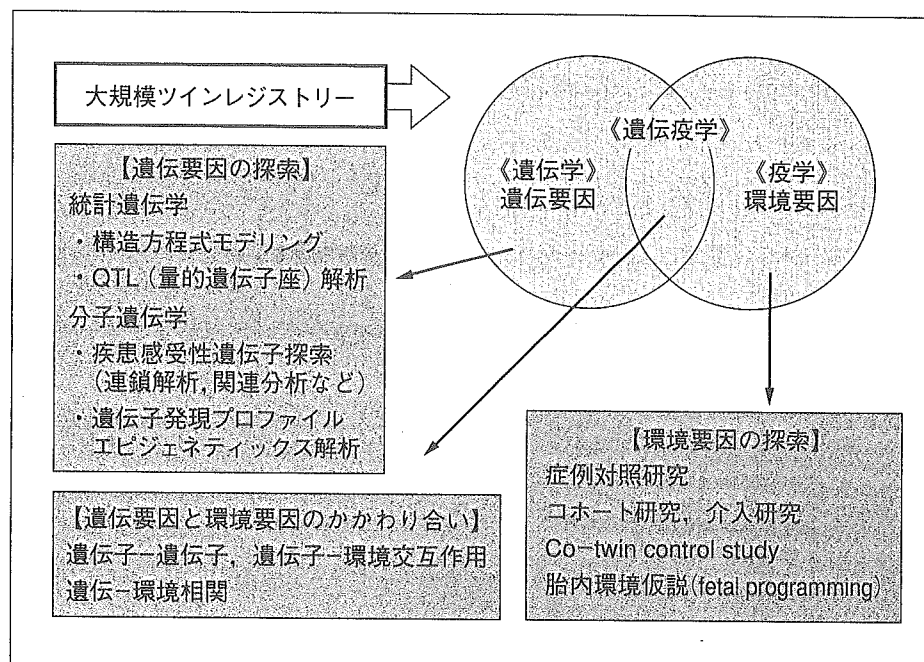 大規模ツインレジストリー
《遺伝疫学》
《遺伝学》
遺伝要因
《疫学》
環境要因
【遺伝要因の探索】
統計遺伝学
・構造方程式モデリング
・QTL（量的遺伝子座）解析
分子遺伝学
・疾患感受性遺伝子探索
（連鎖解析,関連分析など）
・遺伝子発現プロファイル
エピジェネティックス解析
【遺伝要因と環境要因のかかわり合い】
遺伝子−遺伝子，遺伝子−環境交互作用
遺伝−環境相関
【環境要因の探索】
症例対照研究
コホート研究，介入研究
Co−twin control study
胎内環境仮説(fetal programming)